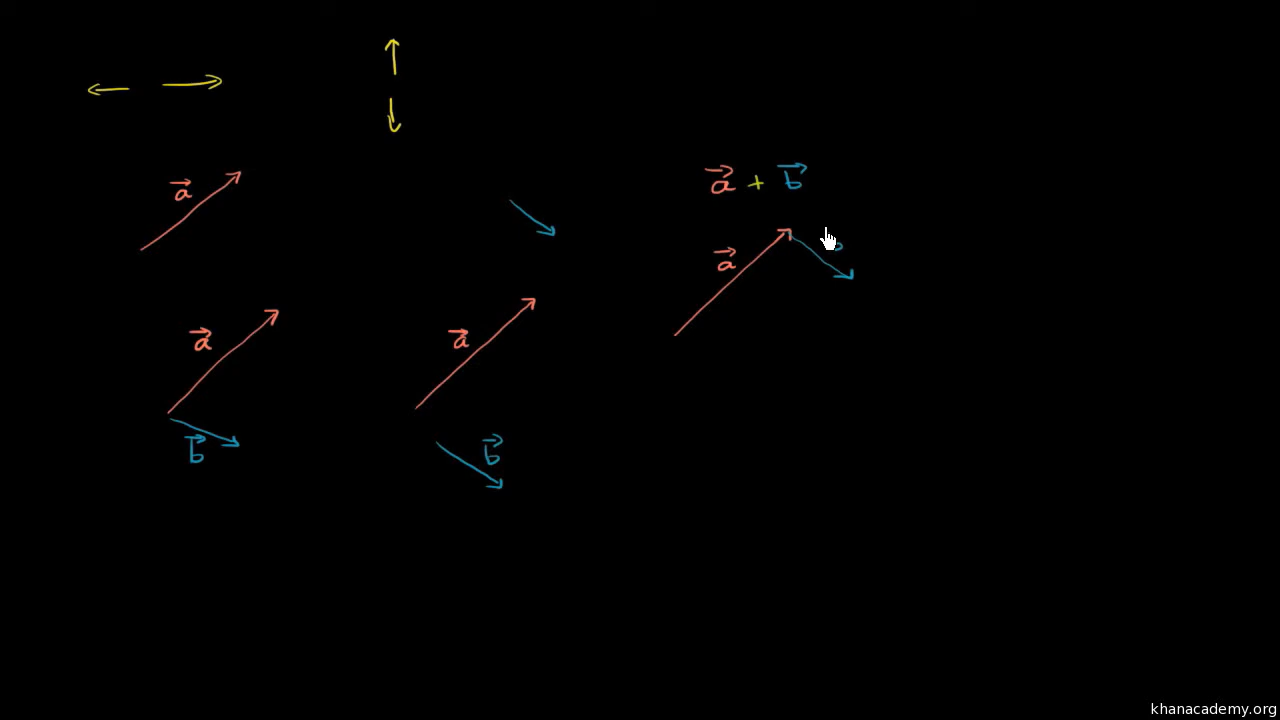 a⃗
a⃗ + b⃗
a⃗
a⃗
a⃗
b⃗
b⃗
khanacademy.org